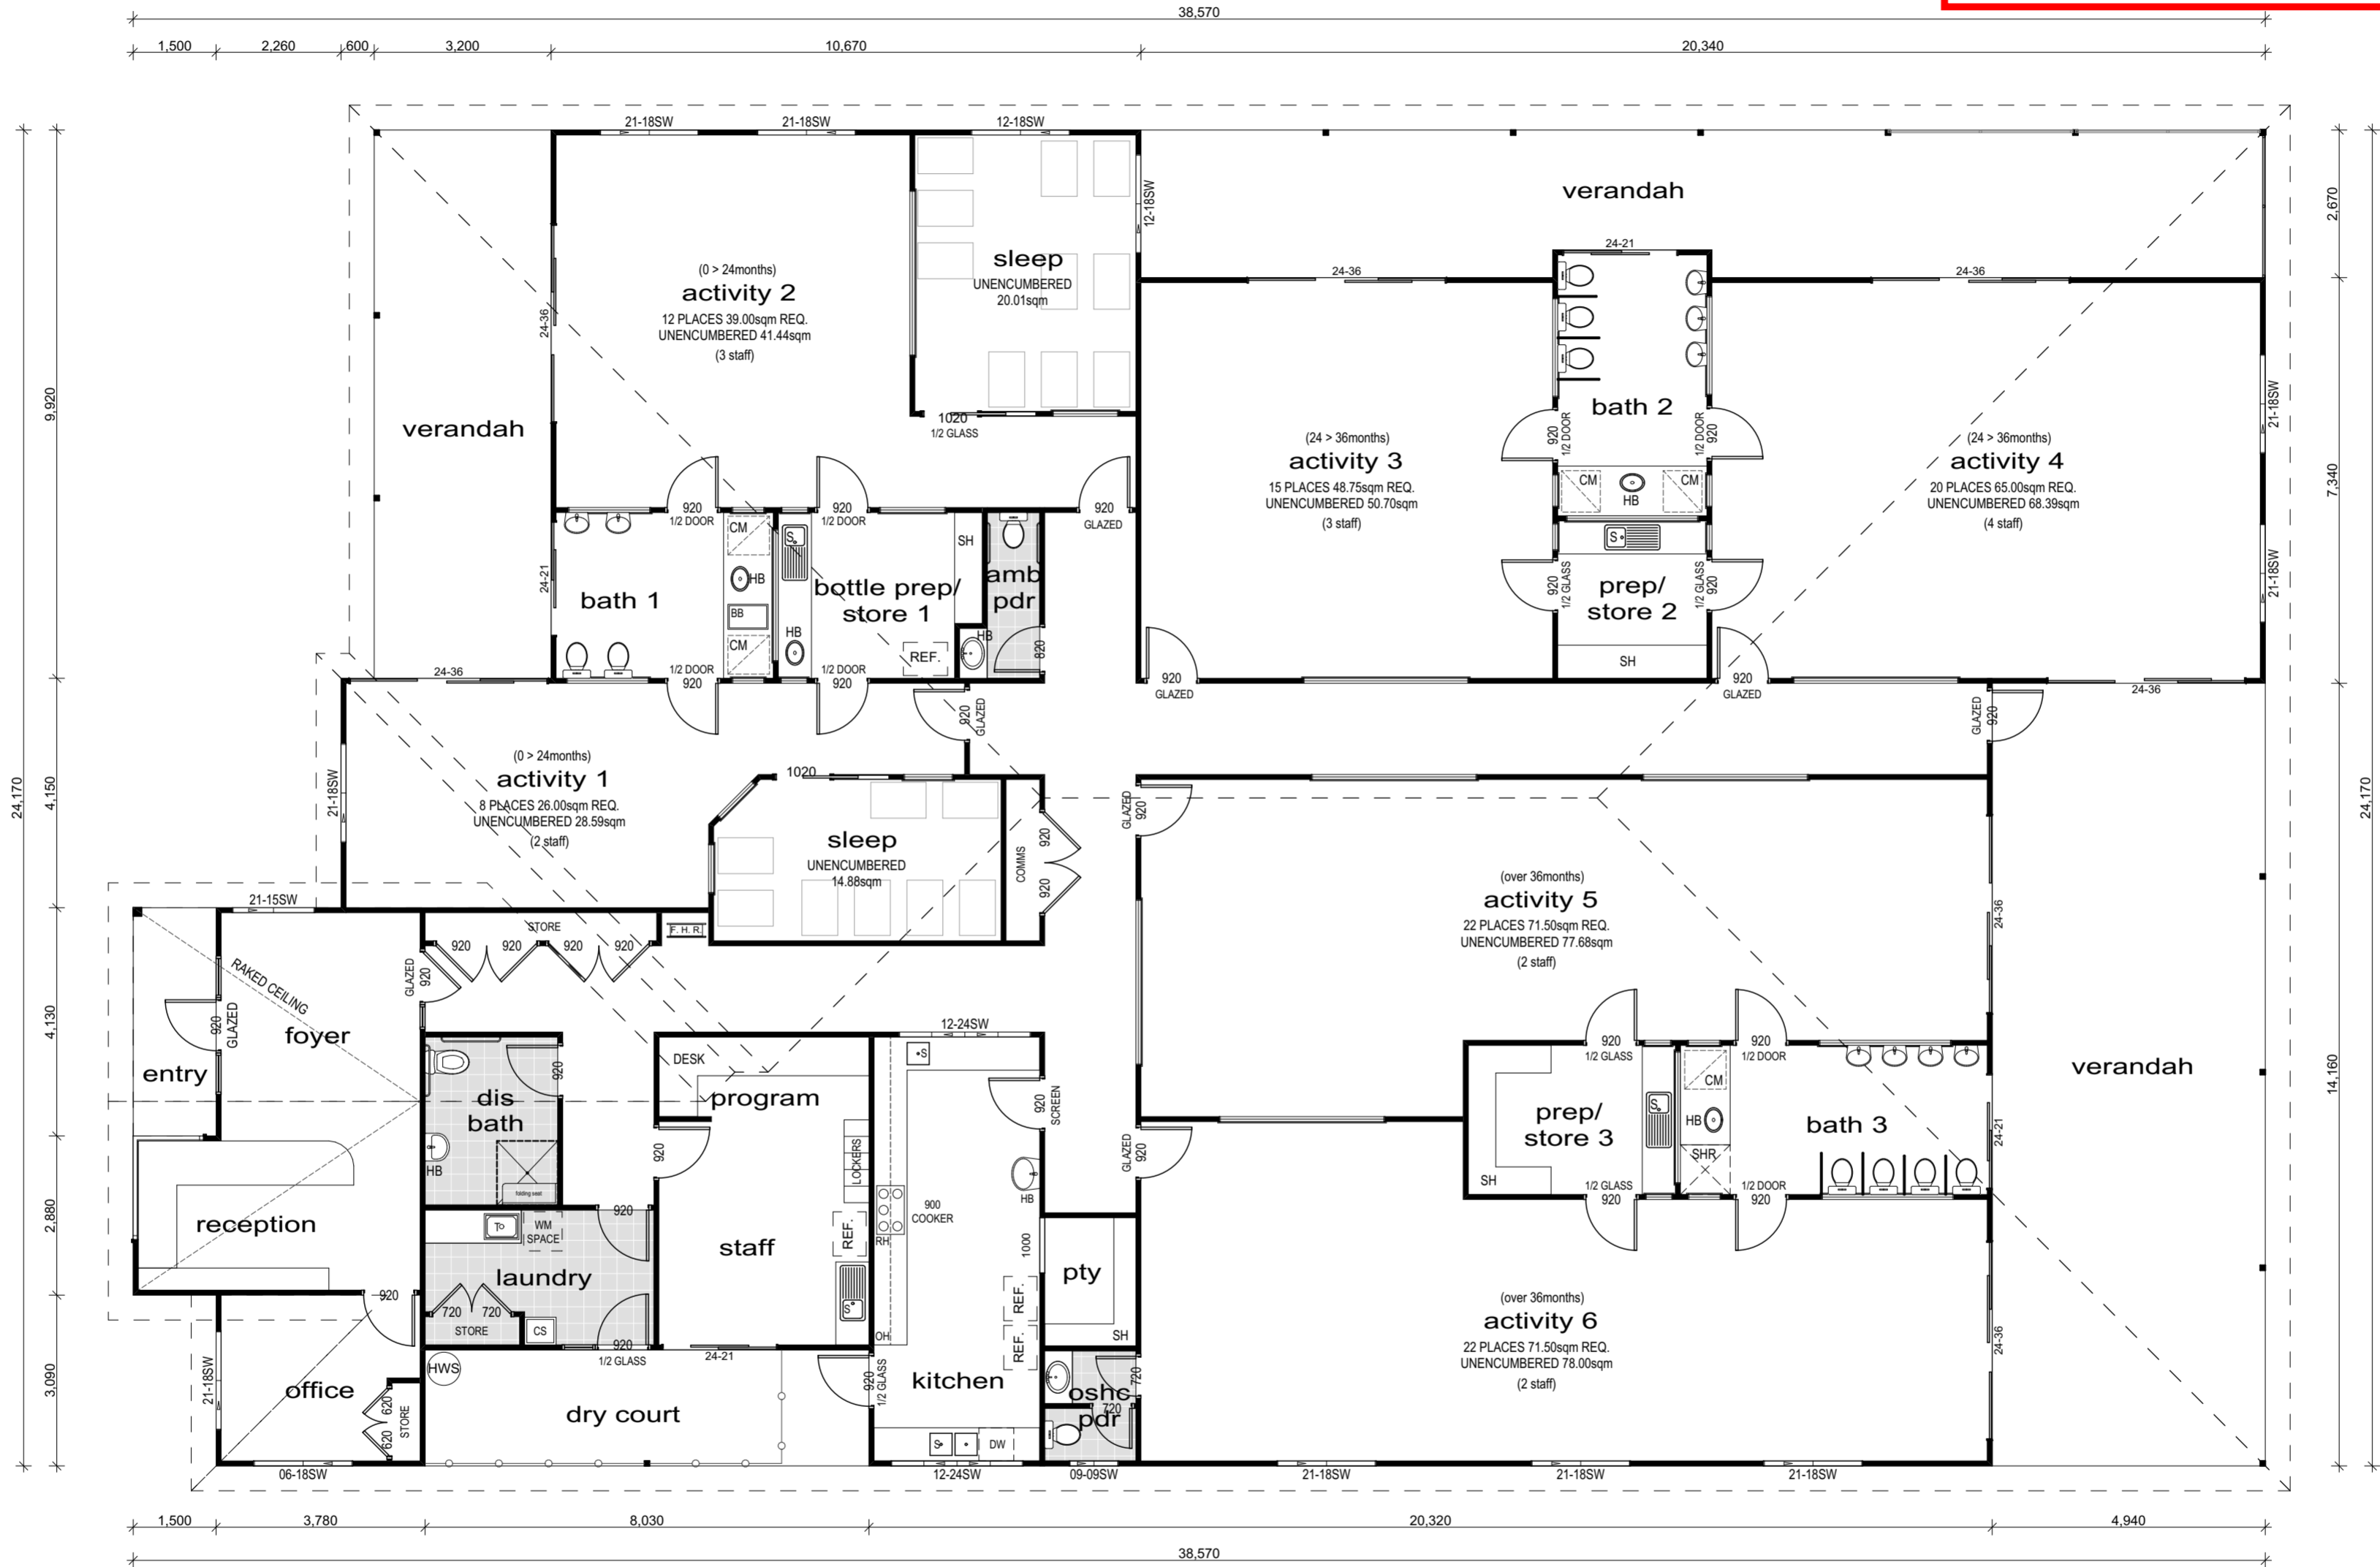 38,570
1,500
2,260
600
3,200
10,670
20,340
21-18SW
21-18SW
12-18SW
12-18SW
verandah
2,670
24-21
24-36
24-36
sleep
UNENCUMBERED
20.01sqm
(0 > 24months)
activity 2
12 PLACES 39.00sqm REQ.
UNENCUMBERED 41.44sqm
(3 staff)
24-36
9,920
verandah
1020
1/2 GLASS
bath 2
920
1/2 DOOR
1/2 DOOR
920
21-18SW
(24 > 36months)
activity 3
15 PLACES 48.75sqm REQ.
UNENCUMBERED 50.70sqm
(3 staff)
(24 > 36months)
activity 4
20 PLACES 65.00sqm REQ.
UNENCUMBERED 68.39sqm
(4 staff)
7,340
CM
HB
CM
920
1/2 DOOR
920
1/2 DOOR
920
GLAZED
CM
S
SH
S
HB
24-21
bath 1
BB
bottle prep/
store 1
amb
pdr
920
1/2 GLASS
prep/
store 2
1/2 GLASS
920
21-18SW
CM
HB
REF.
HB
820
SH
24-36
1/2 DOOR
920
1/2 DOOR
920
920
GLAZED
920
GLAZED
24-36
920
GLAZED
GLAZED
920
24,170
4,150
21-18SW
(0 > 24months)
activity 1
8 PLACES 26.00sqm REQ.
UNENCUMBERED 28.59sqm
(2 staff)
1020
sleep
UNENCUMBERED
14.88sqm
COMMS
920
920
GLAZED
920
24,170
(over 36months)
activity 5
22 PLACES 71.50sqm REQ.
UNENCUMBERED 77.68sqm
(2 staff)
24-36
21-15SW
STORE
920
920
920
920
F. H. R.
GLAZED
920
RAKED CEILING
920
GLAZED
foyer
4,130
entry
12-24SW
DESK
S
program
920
dis
bath
HB
folding seat
920
LOCKERS
920
SCREEN
HB
GLAZED
920
920
1/2 GLASS
920
1/2 DOOR
CM
S
HB
SHR
prep/
store 3
SH
bath 3
24-21
verandah
14,160
1/2 GLASS
920
1/2 DOOR
920
2,880
reception
920
WM
SPACE
laundry
staff
REF.
900
COOKER
RH
1000
pty
REF.
REF.
SH
OH
920
720
720
STORE
CS
S
920
1/2 GLASS
24-21
(over 36months)
activity 6
22 PLACES 71.50sqm REQ.
UNENCUMBERED 78.00sqm
(2 staff)
24-36
3,090
21-18SW
office
620
620
STORE
HWS
dry court
920
1/2 GLASS
kitchen
S
DW
oshc
pdr
720
720
06-18SW
12-24SW
09-09SW
21-18SW
21-18SW
21-18SW
1,500
3,780
8,030
20,320
4,940
38,570